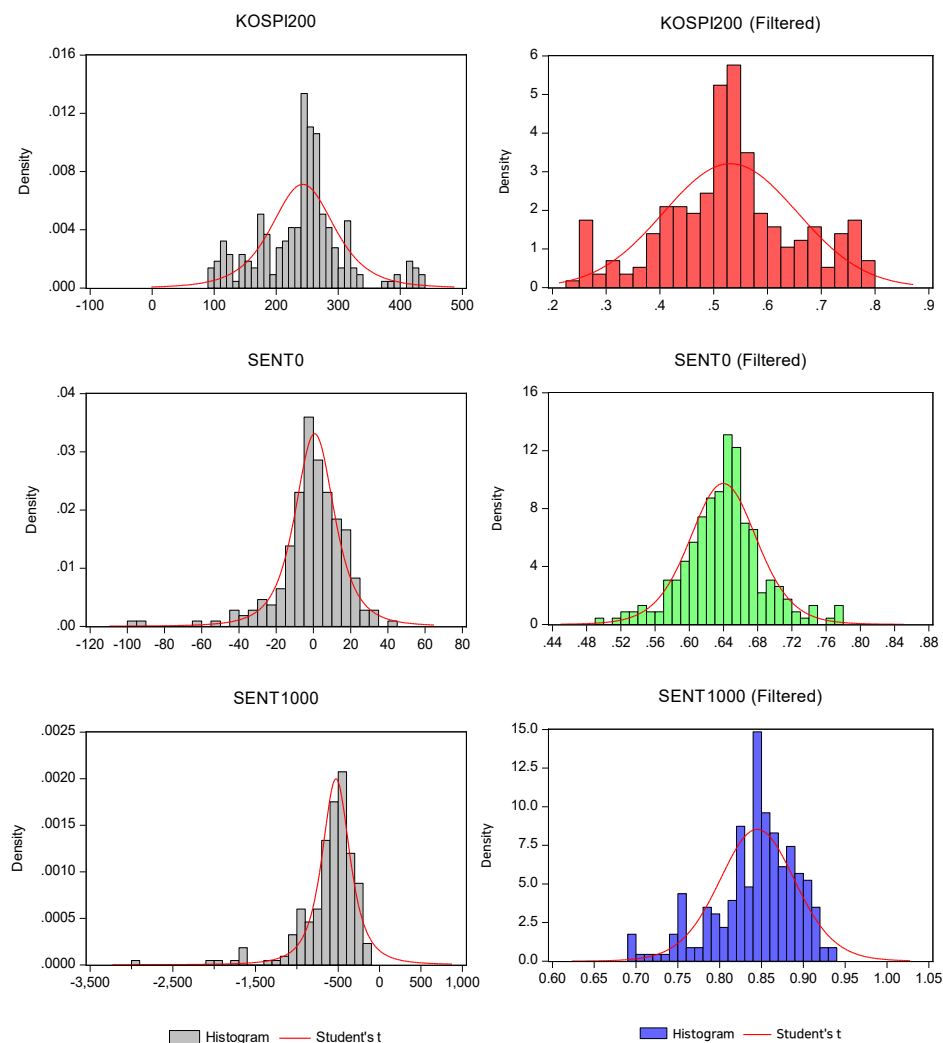 KOSPI200
.016
.012
.008
.004
.000
Density
-100 0 100 200 300 400 500
KOSPI200 (Filtered)
6
5
4
3
2
1
0
Density
.2 .3 .4 .5 .6 .7 .8 .9
SENT0
.04
.03
.02
.01
.00
Density
-120 -100 -80 -60 -40 -20 0 20 40 60 80
SENT0 (Filtered)
16
12
8
4
0
Density
.44 .48 .52 .56 .60 .64 .68 .72 .76 .80 .84 .88
SENT1000
.0025
.0020
.0015
.0010
.0005
.0000
Density
-3,500 -2,500 -1,500 -500 0 500 1,000
SENT1000 (Filtered)
15.0
12.5
10.0
7.5
5.0
2.5
0.0
Density
0.60 0.65 0.70 0.75 0.80 0.85 0.90 0.95 1.00 1.05
Histogram Student's t
Histogram Student's t